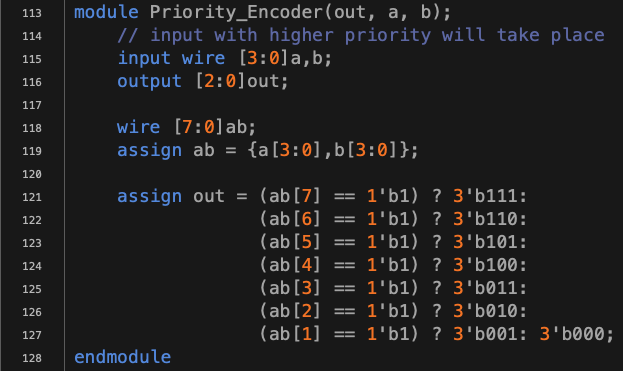 113 module Priority_Encoder(out, a, b);
114     // input with higher priority will take place
115     input wire [3:0]a,b;
116     output [2:0]out;
117
118     wire [7:0]ab;
119     assign ab = {a[3:0],b[3:0]};
120
121     assign out = (ab[7] == 1'b1) ? 3'b111:
122                  (ab[6] == 1'b1) ? 3'b110:
123                  (ab[5] == 1'b1) ? 3'b101:
124                  (ab[4] == 1'b1) ? 3'b100:
125                  (ab[3] == 1'b1) ? 3'b011:
126                  (ab[2] == 1'b1) ? 3'b010:
127                  (ab[1] == 1'b1) ? 3'b001: 3'b000;
128 endmodule